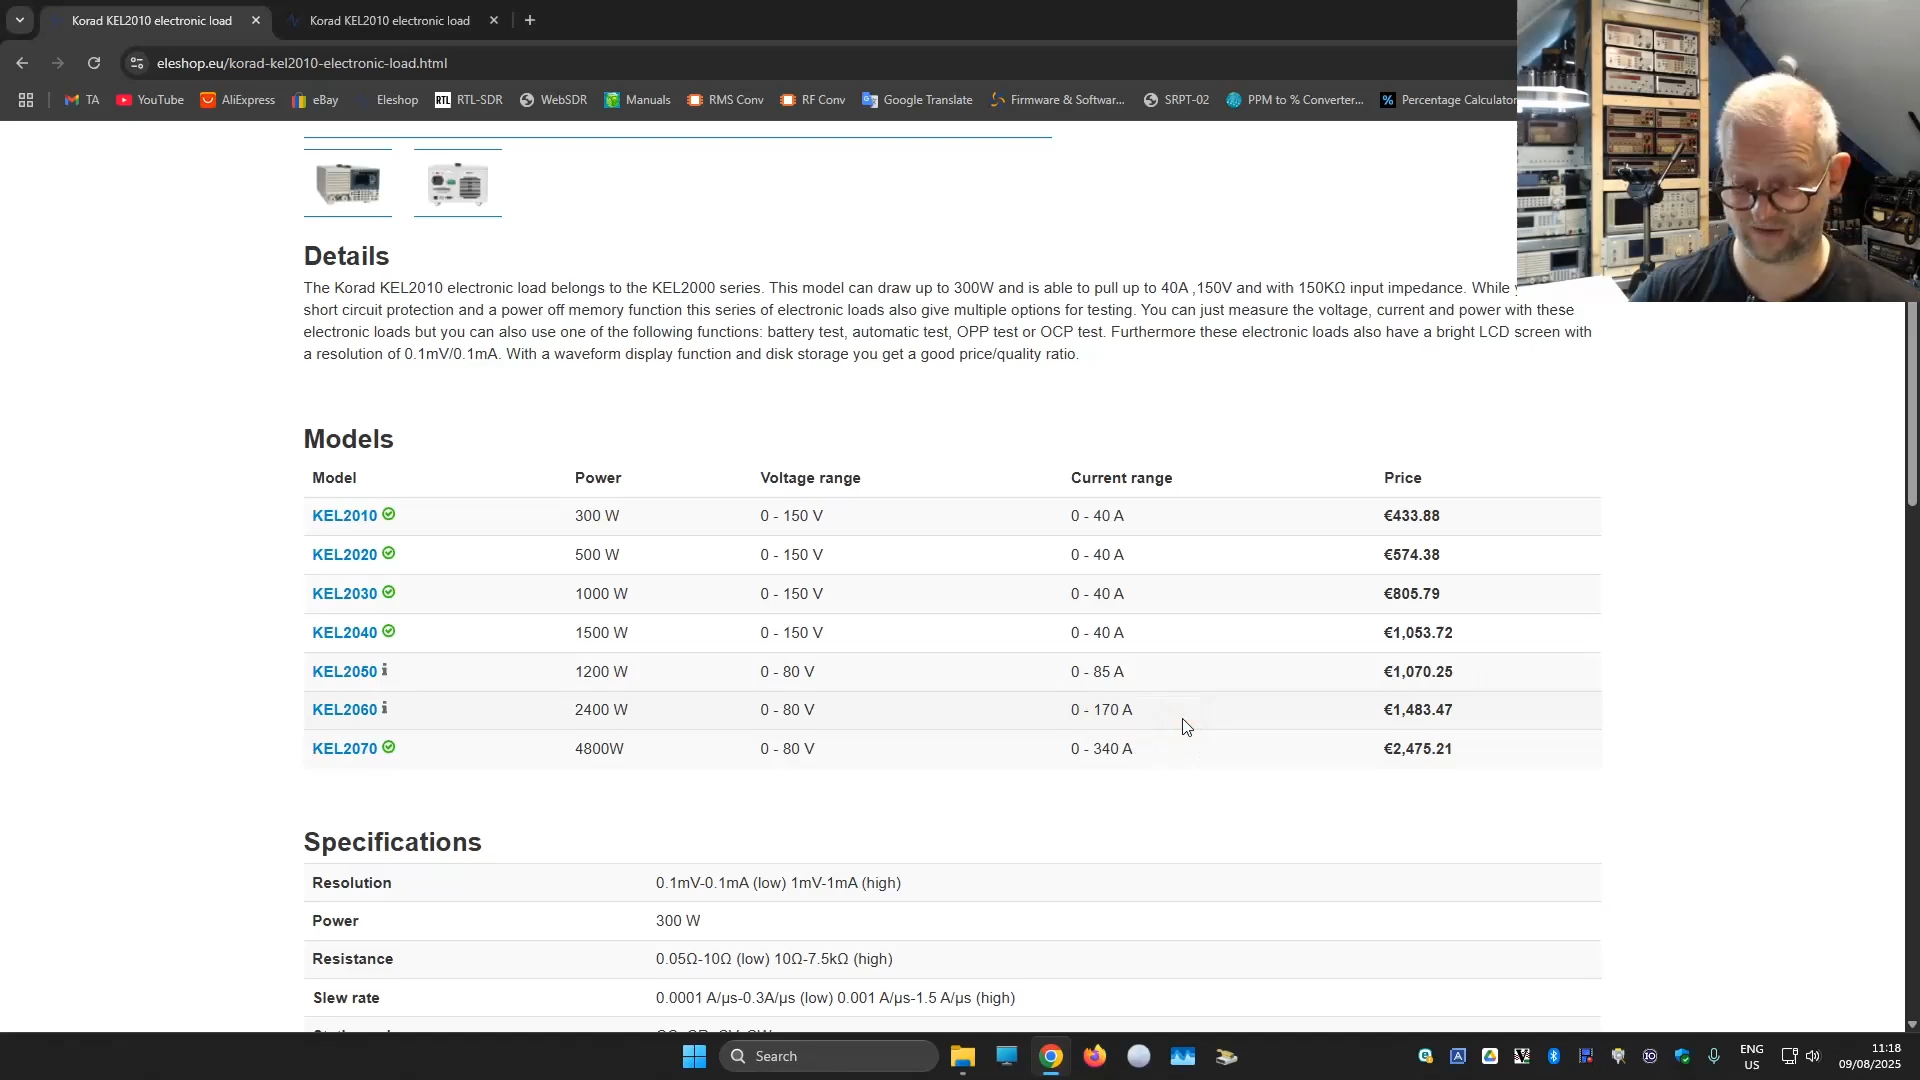 Korad KEL2010 electronic load
Korad KEL2010 electronic load
eleshop.eu/korad-kel2010-electronic-load.html
TA
YouTube
AliExpress
eBay
Eleshop
RTL RTL-SDR
WebSDR
Manuals
RMS Conv
RF Conv
Google Translate
Firmware & Softwar...
SRPT-02
PPM to % Converter...
% Percentage Calculator
Details
The Korad KEL2010 electronic load belongs to the KEL2000 series. This model can draw up to 300W and is able to pull up to 40A ,150V and with 150KΩ input impedance. While
short circuit protection and a power off memory function this series of electronic loads also give multiple options for testing. You can just measure the voltage, current and power with these
electronic loads but you can also use one of the following functions: battery test, automatic test, OPP test or OCP test. Furthermore these electronic loads also have a bright LCD screen with
a resolution of 0.1mV/0.1mA. With a waveform display function and disk storage you get a good price/quality ratio.
Models
Model Power Voltage range Current range Price
KEL2010 300 W 0 - 150 V 0 - 40 A €433.88
KEL2020 500 W 0 - 150 V 0 - 40 A €574.38
KEL2030 1000 W 0 - 150 V 0 - 40 A €805.79
KEL2040 1500 W 0 - 150 V 0 - 40 A €1,053.72
KEL2050 1200 W 0 - 80 V 0 - 85 A €1,070.25
KEL2060 2400 W 0 - 80 V 0 - 170 A €1,483.47
KEL2070 4800W 0 - 80 V 0 - 340 A €2,475.21
Specifications
Resolution 0.1mV-0.1mA (low) 1mV-1mA (high)
Power 300 W
Resistance 0.05Ω-10Ω (low) 10Ω-7.5kΩ (high)
Slew rate 0.0001 A/µs-0.3A/µs (low) 0.001 A/µs-1.5 A/µs (high)
Search
ENG
US
11:18
09/08/2025